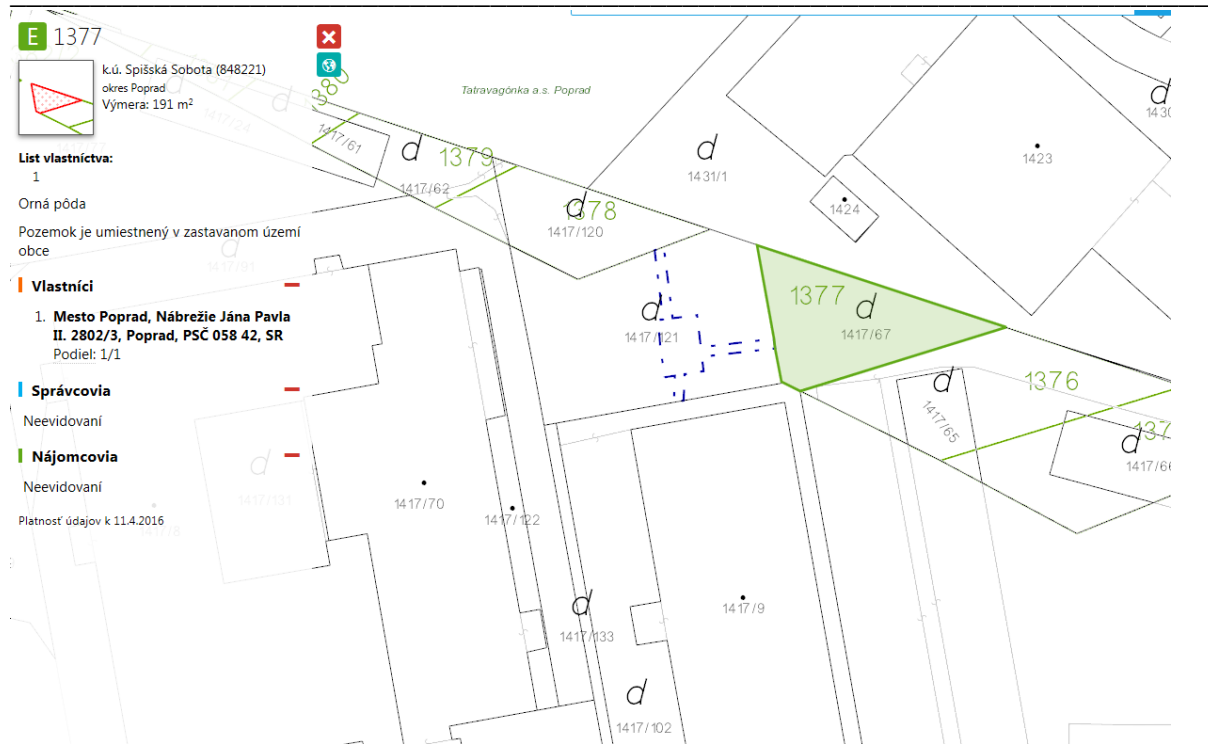 E 1377
k.ú. Spišská Sobota (848221)
okres Poprad
Výmera: 191 m²
List vlastníctva:
1
Orná pôda
Pozemok je umiestnený v zastavanom území
obce
Vlastníci
1. Mesto Poprad, Nábrežie Jána Pavla
II. 2802/3, Poprad, PSČ 058 42, SR
Podiel: 1/1
Správcovia
Neevidovaní
Nájomcovia
Neevidovaní
Platnosť údajov k 11.4.2016
Tatravagónka a.s. Poprad
1380
1417/24
1417/61
1379
1417/62
1378
1417/120
1431/1
1423
1424
1430
1417/91
1417/121
1377
1417/67
1376
1417/65
137
1417/66
1417/131
1417/8
1417/70
1417/122
1417/9
1417/133
1417/102